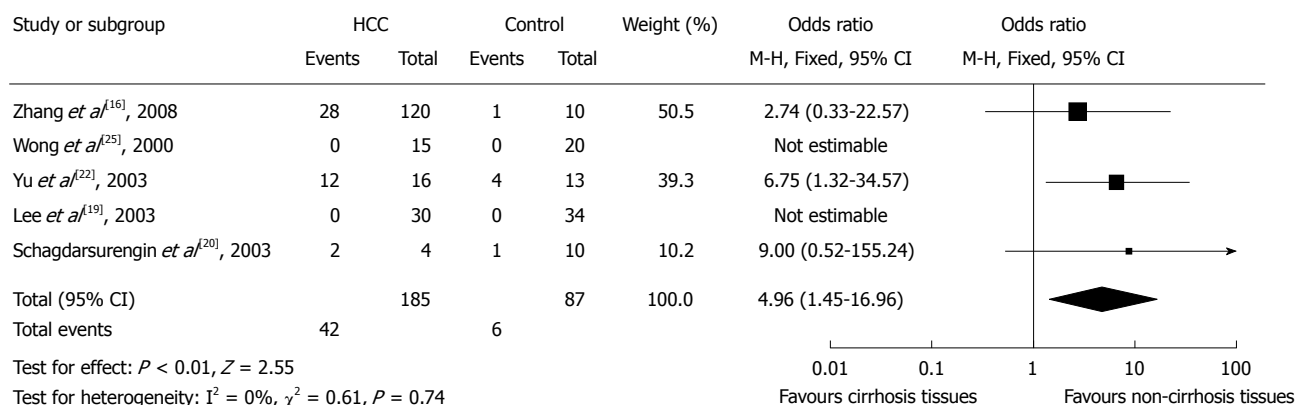 Study or subgroup HCC Control Weight (%) Odds ratio Odds ratio
Events Total Events Total M-H, Fixed, 95% CI M-H, Fixed, 95% CI
Zhang et al[16], 2008 28 120 1 10 50.5 2.74 (0.33-22.57)
Wong et al[25], 2000 0 15 0 20 Not estimable
Yu et al[22], 2003 12 16 4 13 39.3 6.75 (1.32-34.57)
Lee et al[19], 2003 0 30 0 34 Not estimable
Schagdarsurengin et al[20], 2003 2 4 1 10 10.2 9.00 (0.52-155.24)
Total (95% CI) 185 87 100.0 4.96 (1.45-16.96)
Total events 42 6
Test for effect: P < 0.01, Z = 2.55
0.01 0.1 1 10 100
Test for heterogeneity: I² = 0%, χ² = 0.61, P = 0.74
Favours cirrhosis tissues Favours non-cirrhosis tissues